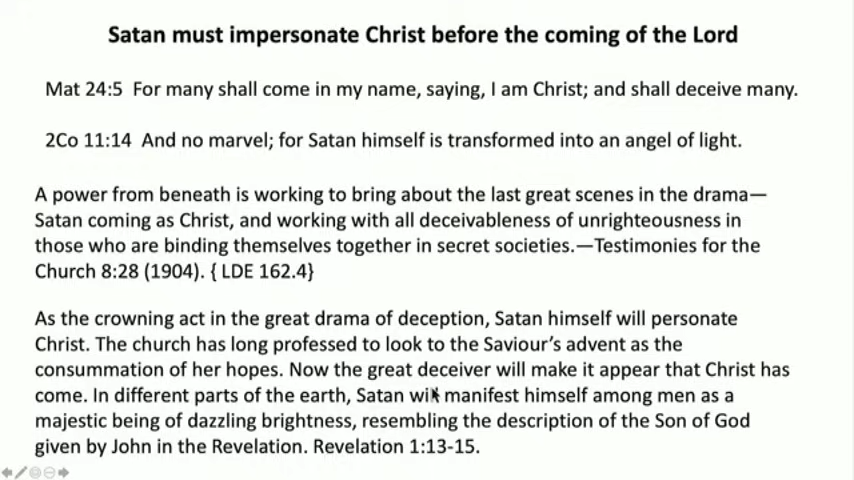 Satan must impersonate Christ before the coming of the Lord
Mat 24:5  For many shall come in my name, saying, I am Christ; and shall deceive many.
2Co 11:14  And no marvel; for Satan himself is transformed into an angel of light.
A power from beneath is working to bring about the last great scenes in the drama—
Satan coming as Christ, and working with all deceivableness of unrighteousness in
those who are binding themselves together in secret societies.—Testimonies for the
Church 8:28 (1904). { LDE 162.4}
As the crowning act in the great drama of deception, Satan himself will personate
Christ. The church has long professed to look to the Saviour’s advent as the
consummation of her hopes. Now the great deceiver will make it appear that Christ has
come. In different parts of the earth, Satan will manifest himself among men as a
majestic being of dazzling brightness, resembling the description of the Son of God
given by John in the Revelation. Revelation 1:13-15.